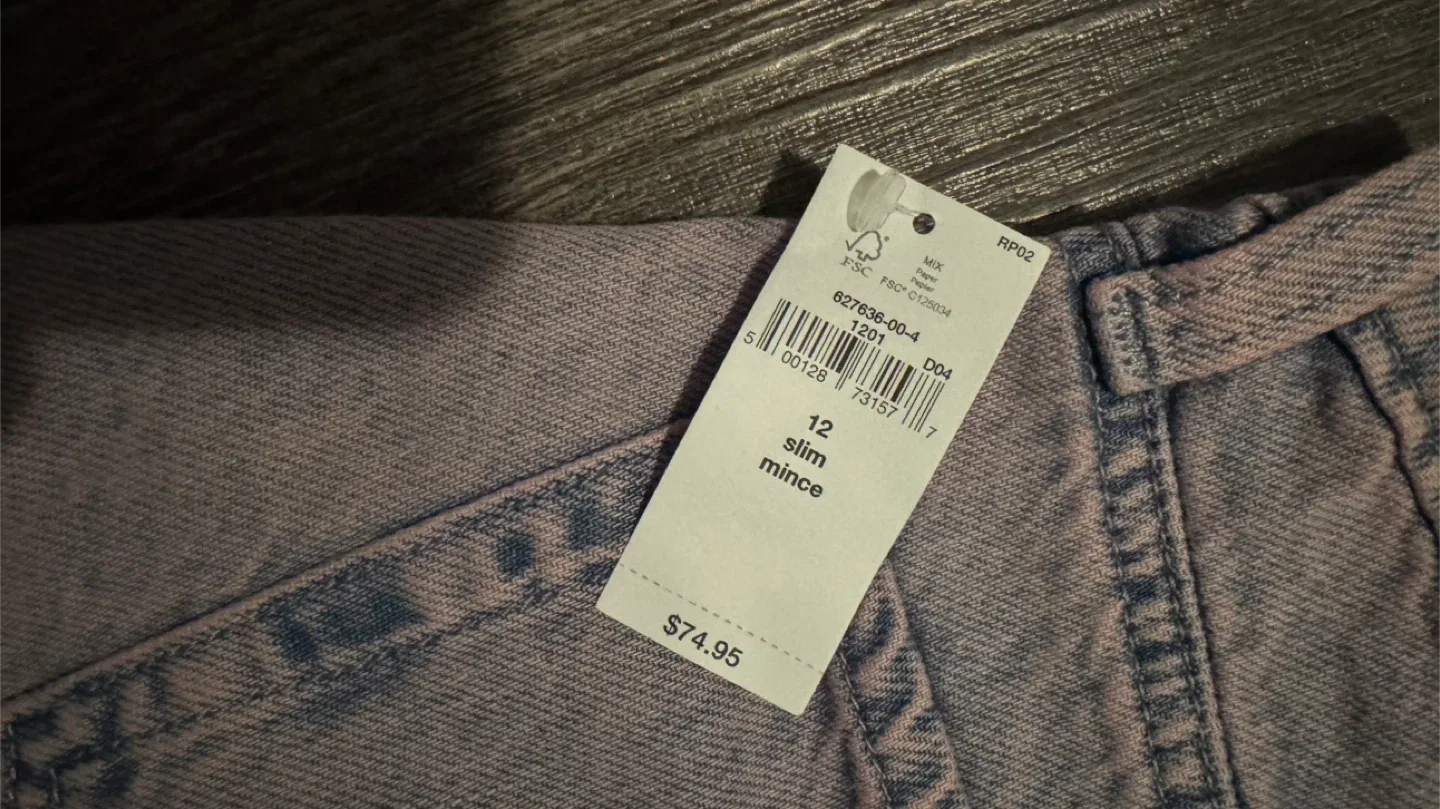 RP02
FSC
MIX
Paper
Papier
FSC® C125034
627636-00-4
1201
D04
5 00128 73157 7
12
slim
mince
$74.95